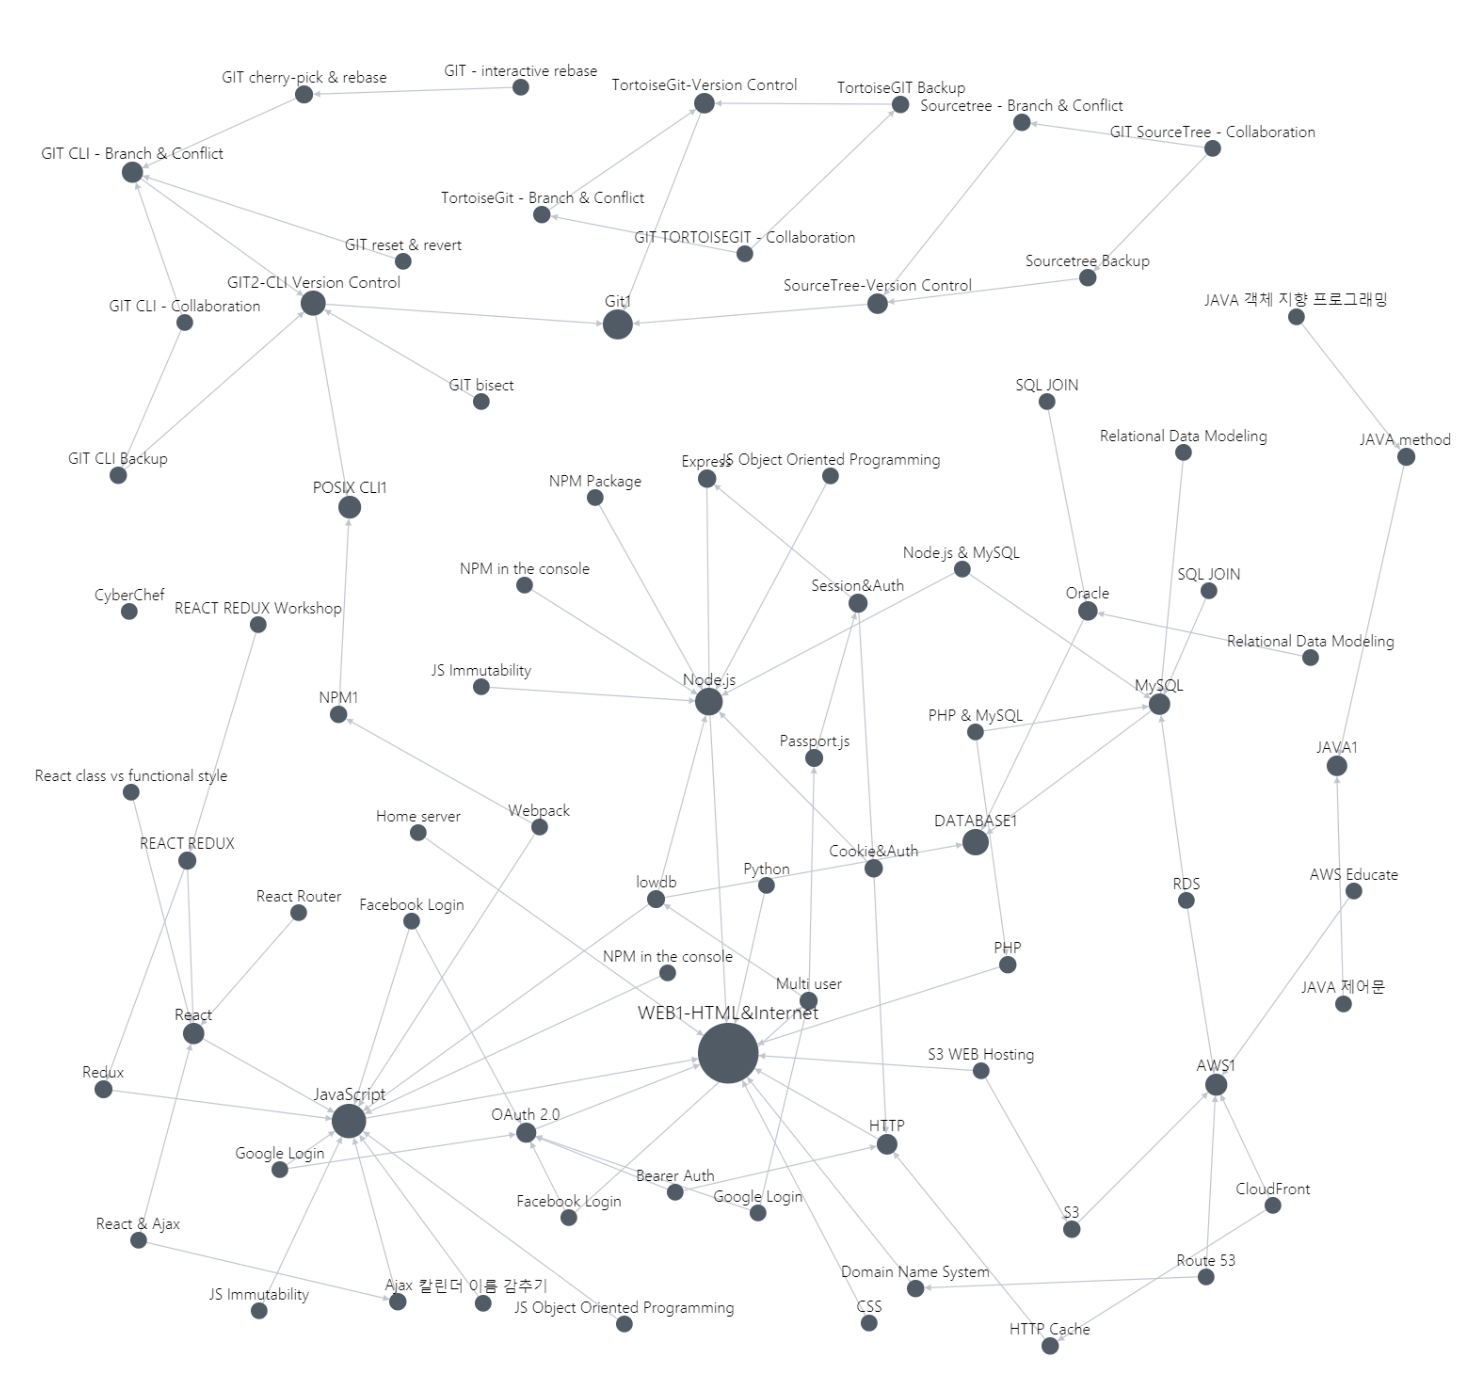 GIT - interactive rebase
GIT cherry-pick & rebase
TortoiseGit-Version Control
TortoiseGIT Backup
Sourcetree - Branch & Conflict
GIT SourceTree - Collaboration
GIT CLI - Branch & Conflict
TortoiseGit - Branch & Conflict
GIT TORTOISEGIT - Collaboration
GIT reset & revert
Sourcetree Backup
GIT2-CLI Version Control
SourceTree-Version Control
JAVA 객체 지향 프로그래밍
GIT CLI - Collaboration
Git1
GIT bisect
SQL JOIN
Relational Data Modeling
JAVA method
GIT CLI Backup
Express
JS Object Oriented Programming
NPM Package
POSIX CLI1
Node.js & MySQL
NPM in the console
SQL JOIN
Session&Auth
CyberChef
Oracle
REACT REDUX Workshop
Relational Data Modeling
JS Immutability
Node.js
MySQL
NPM1
PHP & MySQL
Passport.js
JAVA1
React class vs functional style
Webpack
Home server
DATABASE1
REACT REDUX
Cookie&Auth
Python
AWS Educate
lowdb
RDS
React Router
Facebook Login
PHP
NPM in the console
Multi user
JAVA 제어문
WEB1-HTML&Internet
React
S3 WEB Hosting
AWS1
Redux
JavaScript
OAuth 2.0
HTTP
Google Login
Bearer Auth
CloudFront
Facebook Login
Google Login
S3
React & Ajax
Route 53
Domain Name System
Ajax
칼린더 이름 감추기
JS Immutability
JS Object Oriented Programming
CSS
HTTP Cache